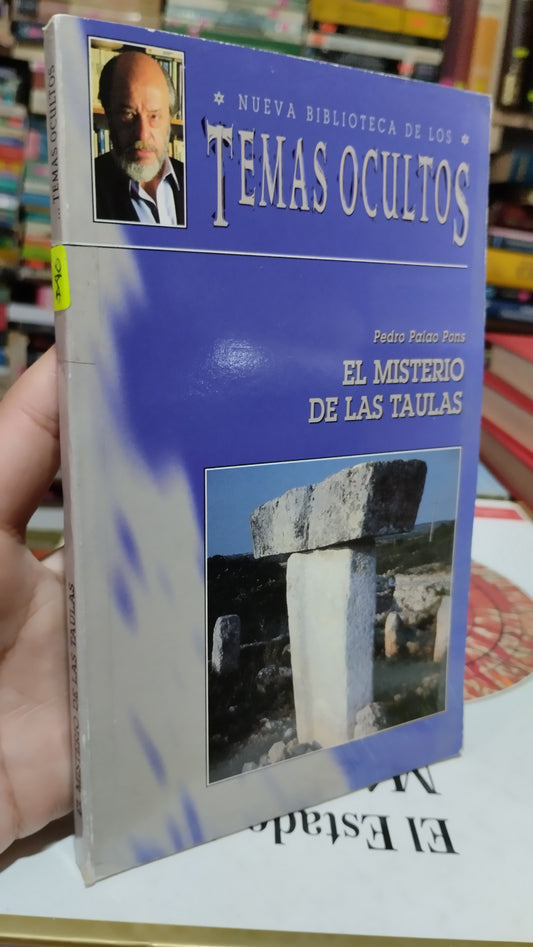 ✡ NUEVA BIBLIOTECA DE LOS ✡
TEMAS OCULTOS
Pedro Palao Pons
EL MISTERIO
DE LAS TAULAS
... TEMAS OCULTOS
EL MISTERIO DE LAS TAULAS
El Estado